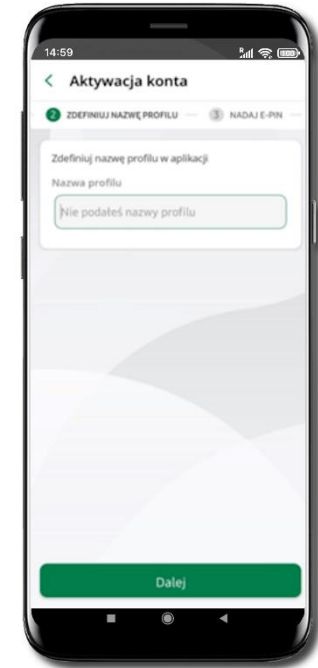 14:59
Aktywacja konta
2 ZDEFINIUJ NAZWĘ PROFILU 3 NADAJ E-PIN
Zdefiniuj nazwę profilu w aplikacji
Nazwa profilu
Nie podałeś nazwy profilu
Dalej